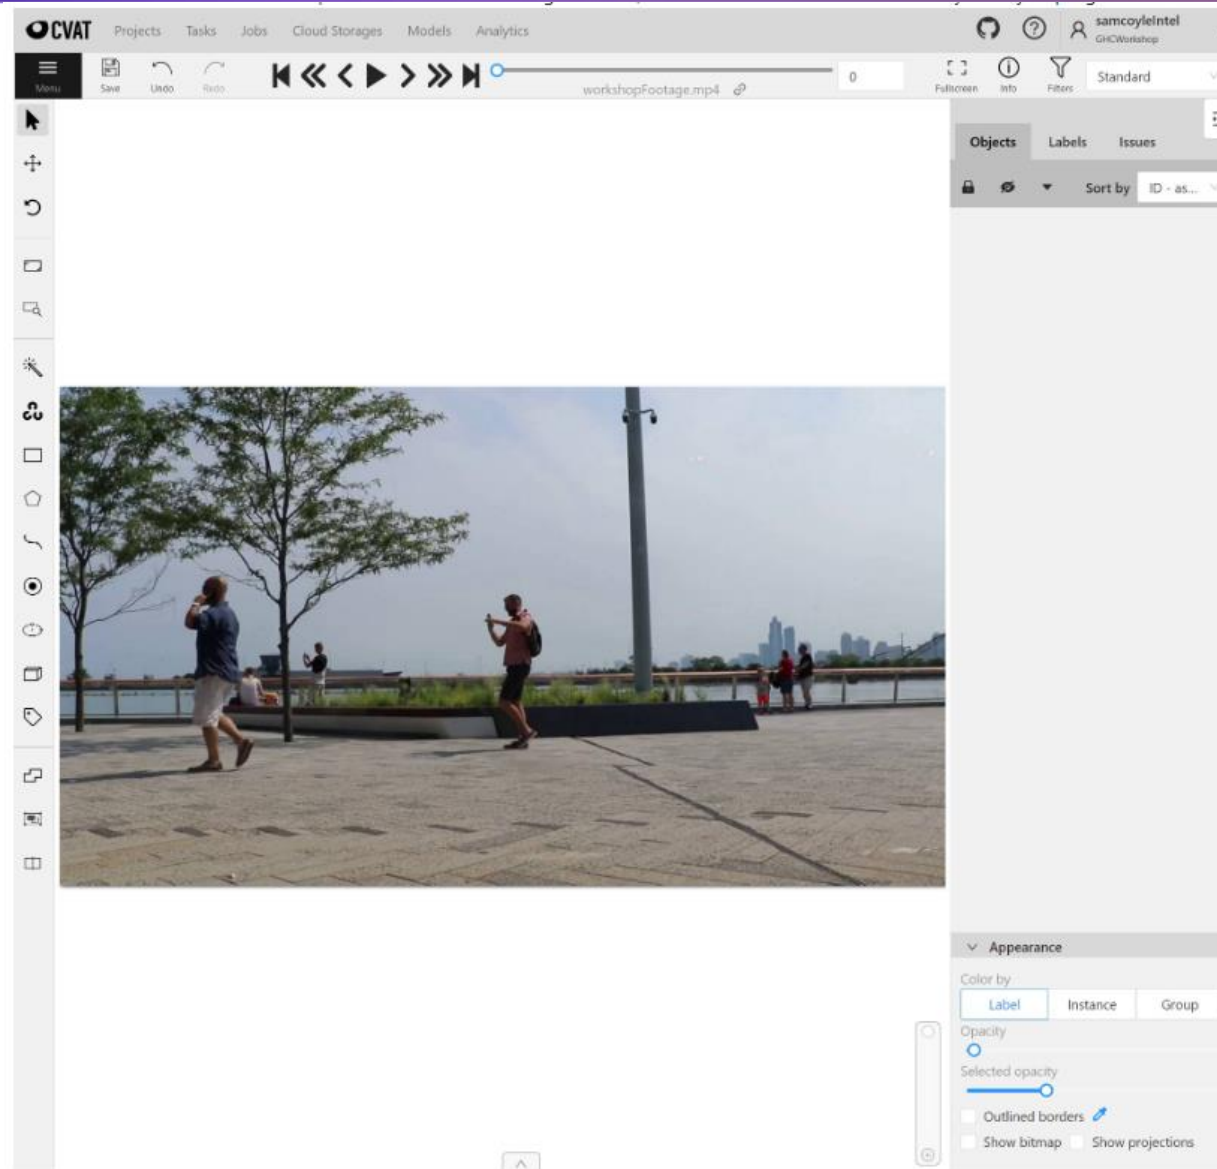 CVAT Projects Tasks Jobs Cloud Storages Models Analytics samcoyleIntel
GHCWorkshop
Menu Save Undo Redo workshopFootage.mp4 0 Fullscreen Info Filters Standard
Objects Labels Issues
Sort by ID - as...
Appearance
Color by
Label Instance Group
Opacity
Selected opacity
Outlined borders
Show bitmap Show projections